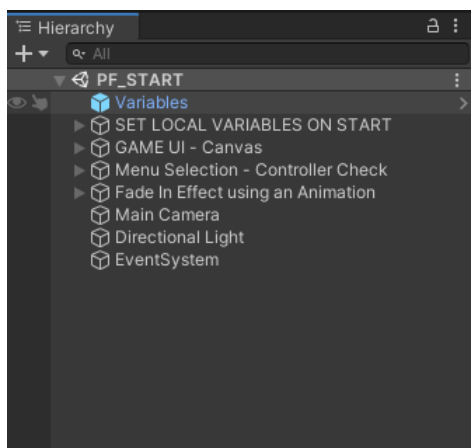 Hierarchy
All
PF_START
Variables
SET LOCAL VARIABLES ON START
GAME UI - Canvas
Menu Selection - Controller Check
Fade In Effect using an Animation
Main Camera
Directional Light
EventSystem